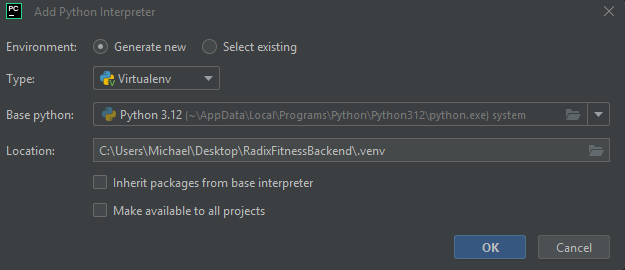 PC Add Python Interpreter
Environment: Generate new Select existing
Type: Virtualenv
Base python: Python 3.12 (~\AppData\Local\Programs\Python\Python312\python.exe) system
Location: C:\Users\Michael\Desktop\RadixFitnessBackend\.venv
Inherit packages from base interpreter
Make available to all projects
OK Cancel